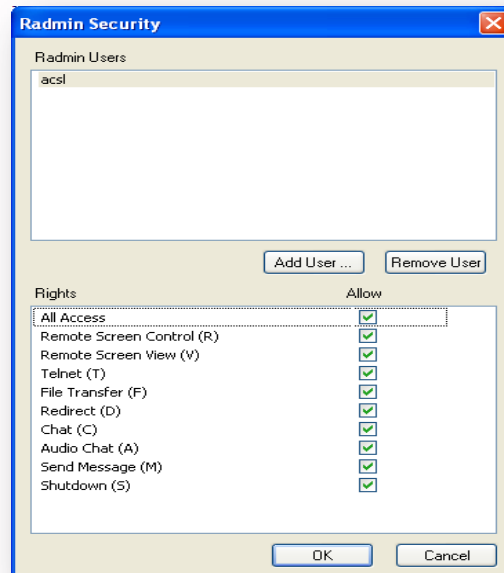 Radmin Security
Radmin Users
acsl
Add User ... Remove User
Rights Allow
All Access
Remote Screen Control (R)
Remote Screen View (V)
Telnet (T)
File Transfer (F)
Redirect (D)
Chat (C)
Audio Chat (A)
Send Message (M)
Shutdown (S)
OK Cancel